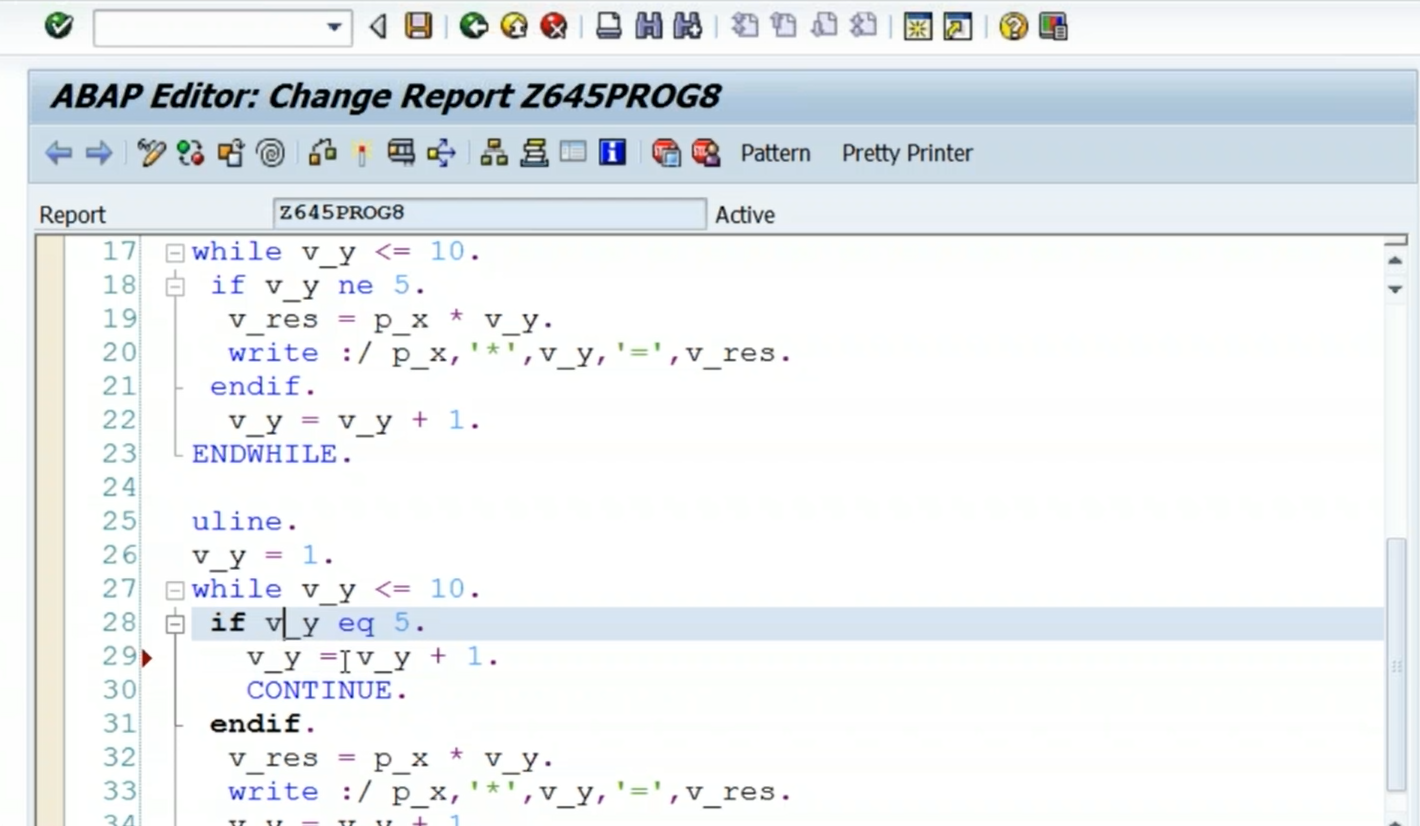 ABAP Editor: Change Report Z645PROG8
Pattern Pretty Printer
Report Z645PROG8 Active
17 while v_y <= 10.
18 if v_y ne 5.
19 v_res = p_x * v_y.
20 write :/ p_x,'*',v_y,'=',v_res.
21 endif.
22 v_y = v_y + 1.
23 ENDWHILE.
24
25 uline.
26 v_y = 1.
27 while v_y <= 10.
28 if v_y eq 5.
29 v_y = v_y + 1.
30 CONTINUE.
31 endif.
32 v_res = p_x * v_y.
33 write :/ p_x,'*',v_y,'=',v_res.
34 v_y = v_y + 1